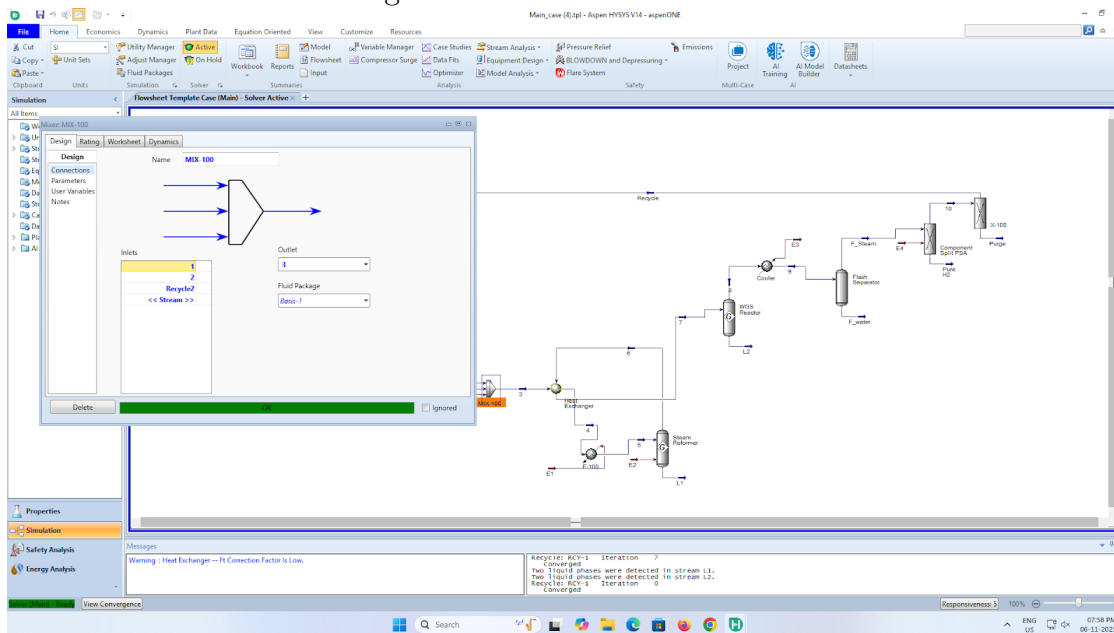 Main_case (4).tpl - Aspen HYSYS V14 - aspenONE
File Home Economics Dynamics Plant Data Equation Oriented View Customize Resources
Cut SI Utility Manager Active Model Variable Manager Case Studies Stream Analysis Pressure Relief Emissions
Copy Unit Sets Adjust Manager On Hold Workbook Reports Flowsheet Compressor Surge Data Fits Equipment Design BLOWDOWN and Depressuring Project AI Training AI Model Builder Datasheets
Paste Fluid Packages Input Optimizer Model Analysis Flare System
Clipboard Units Simulation Solver Summaries Analysis Safety Multi-Case AI
Simulation < Flowsheet Template Case (Main) - Solver Active × +
All Items
Mixer: MIX-100
Design Rating Worksheet Dynamics
Design
Connections
Parameters
User Variables
Notes
Name MIX-100
Inlets
1
2
Recycle2
<< Stream >>
Outlet
3
Fluid Package
Basis-1
Delete OK Ignored
Recycle
10
X-100
Purge
E3
F_Steam
E4
Component
Split PSA
Pure
H2
Cooler
9
8
Flash
Separator
F_water
WGS
Reactor
7
L2
6
MIX-100
3
Heat
Exchanger
4
E-100
E1
5
E2
Steam
Reformer
L1
Properties
Simulation
Safety Analysis
Energy Analysis
Messages
Warning : Heat Exchanger -- Ft Correction Factor is Low.
Recycle: RCY-1 Iteration 7
Converged
Two liquid phases were detected in stream L1.
Two liquid phases were detected in stream L2.
Recycle: RCY-1 Iteration 0
Converged
Solver (Main) - Ready View Convergence Responsiveness: 5 100%
Search
ENG
US
07:58 PM